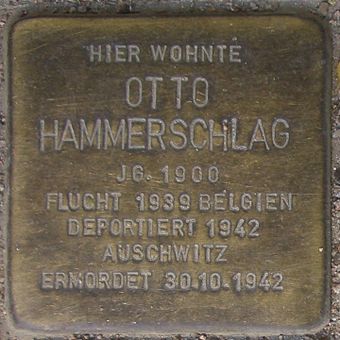 HIER WOHNTE
OTTO
HAMMERSCHLAG
JG. 1900
FLUCHT 1939 BELGIEN
DEPORTIERT 1942
AUSCHWITZ
ERMORDET 30.10.1942